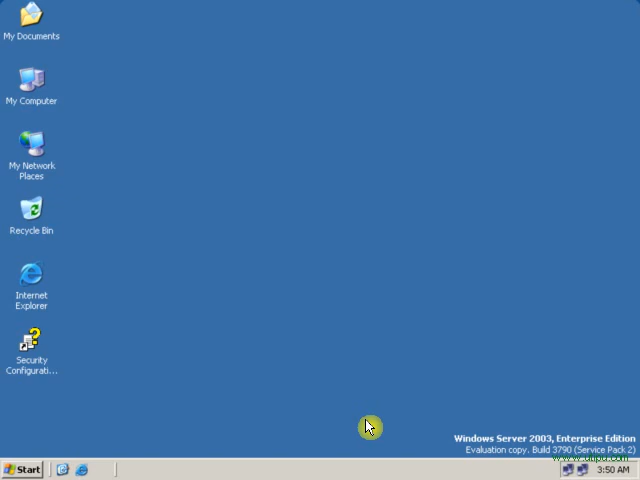 My Documents
My Computer
My Network
Places
Recycle Bin
Internet
Explorer
Security
Configurati...
Windows Server 2003, Enterprise Edition
Evaluation copy. Build 3790 (Service Pack 2)
Start
3:50 AM